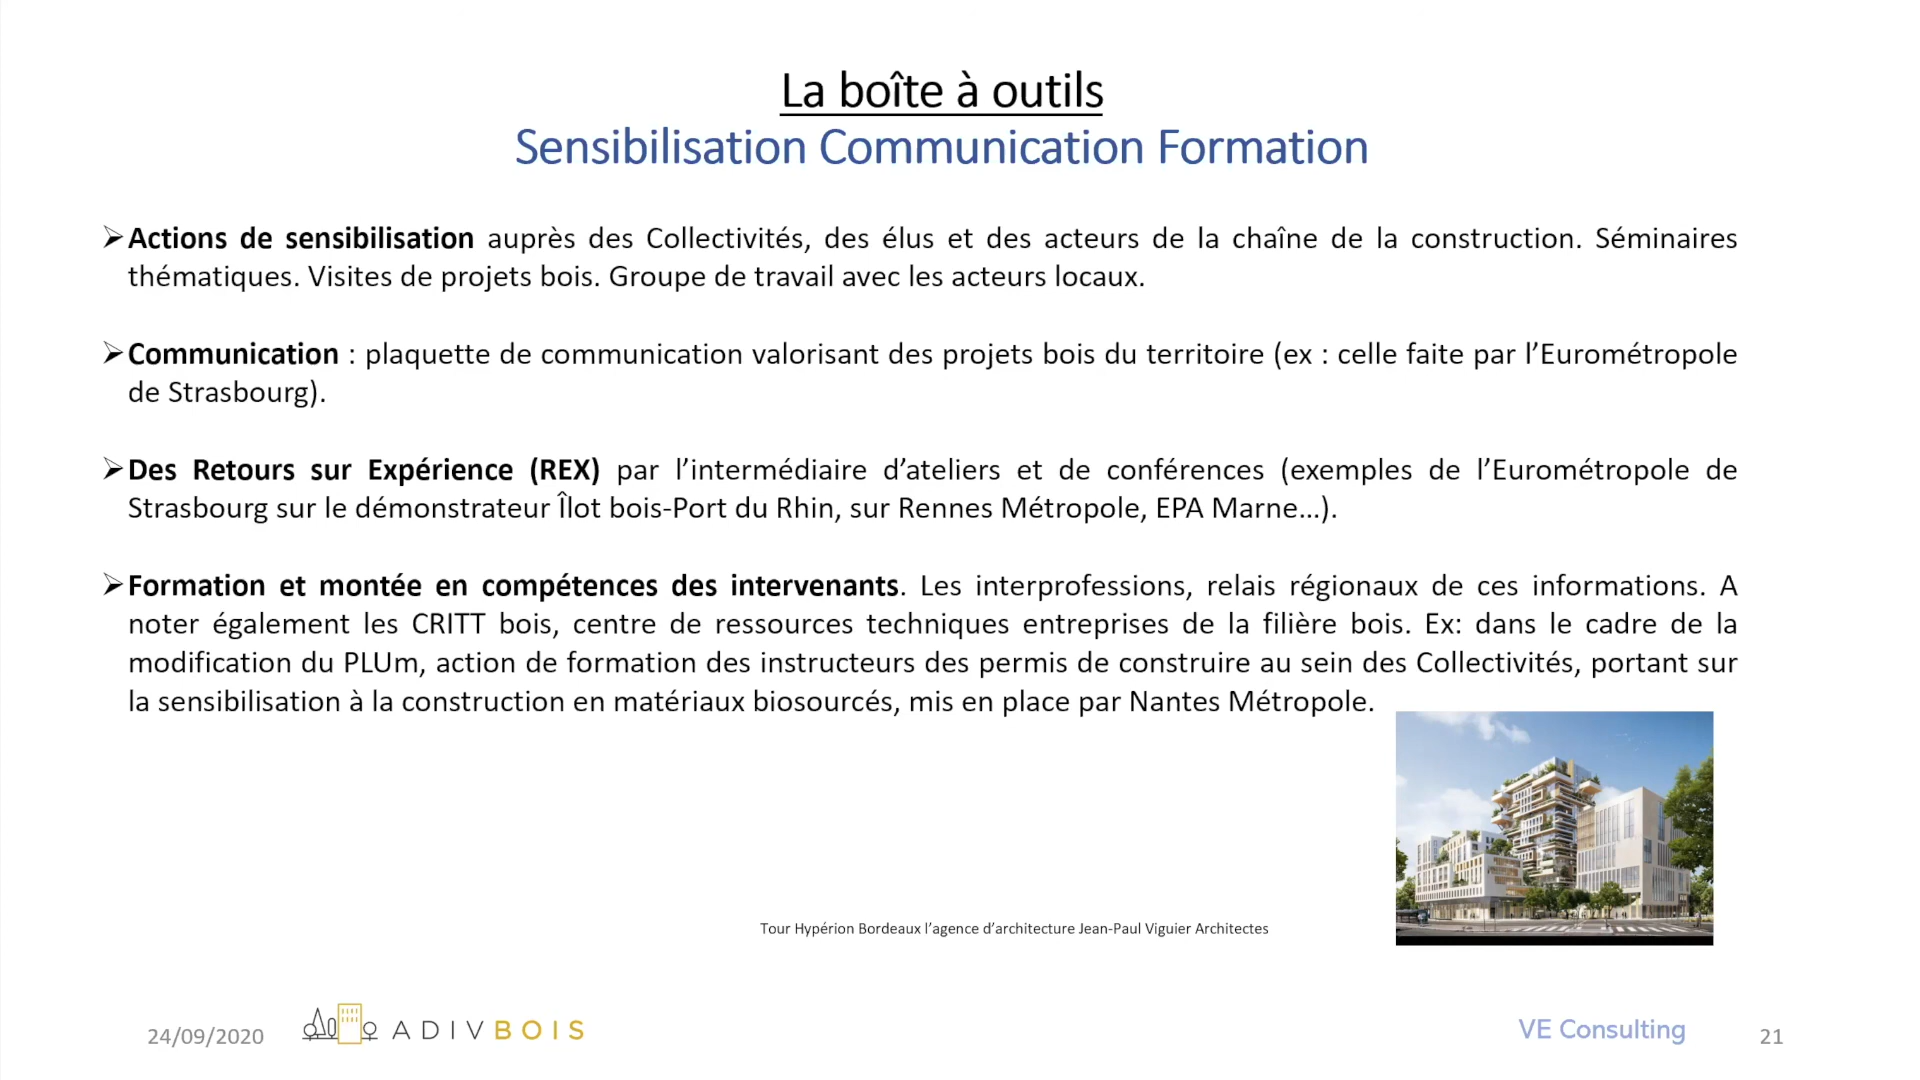 La boîte à outils
Sensibilisation Communication Formation
➢Actions de sensibilisation auprès des Collectivités, des élus et des acteurs de la chaîne de la construction. Séminaires
thématiques. Visites de projets bois. Groupe de travail avec les acteurs locaux.
➢Communication : plaquette de communication valorisant des projets bois du territoire (ex : celle faite par l’Eurométropole
de Strasbourg).
➢Des Retours sur Expérience (REX) par l’intermédiaire d’ateliers et de conférences (exemples de l’Eurométropole de
Strasbourg sur le démonstrateur Îlot bois-Port du Rhin, sur Rennes Métropole, EPA Marne…).
➢Formation et montée en compétences des intervenants. Les interprofessions, relais régionaux de ces informations. A
noter également les CRITT bois, centre de ressources techniques entreprises de la filière bois. Ex: dans le cadre de la
modification du PLUm, action de formation des instructeurs des permis de construire au sein des Collectivités, portant sur
la sensibilisation à la construction en matériaux biosourcés, mis en place par Nantes Métropole.
Tour Hypérion Bordeaux l’agence d’architecture Jean-Paul Viguier Architectes
24/09/2020
ADIVBOIS
VE Consulting
21